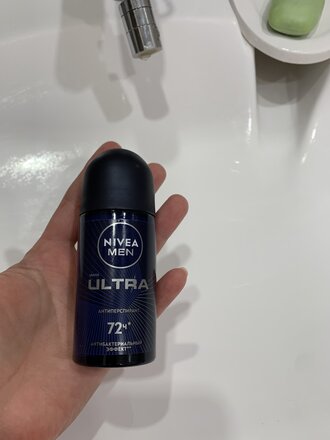 NIVEA
MEN
ULTRA
АНТИПЕРСПИРАНТ
72Ч*
АНТИБАКТЕРИАЛЬНЫЙ
ЭФФЕКТ**